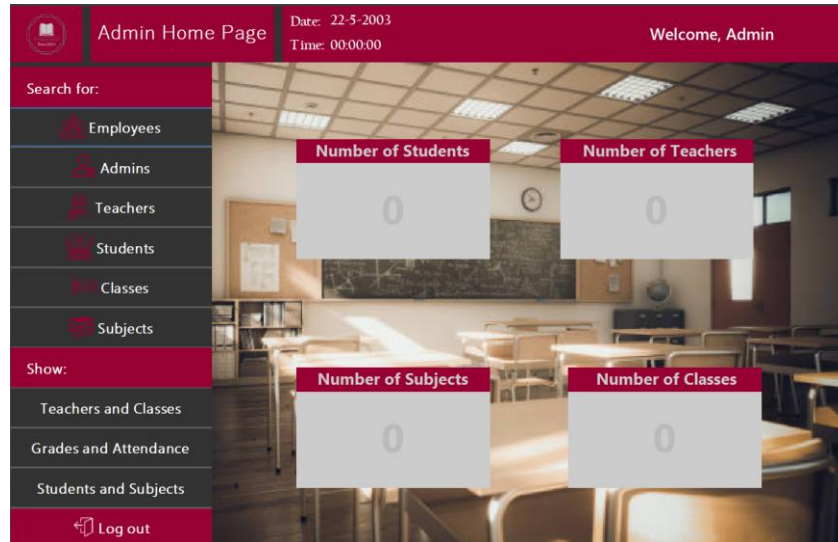 Admin Home Page
Date: 22-5-2003
Time: 00:00:00
Welcome, Admin
Search for:
Employees
Admins
Teachers
Students
Classes
Subjects
Show:
Teachers and Classes
Grades and Attendance
Students and Subjects
Log out
Number of Students
0
Number of Teachers
0
Number of Subjects
0
Number of Classes
0